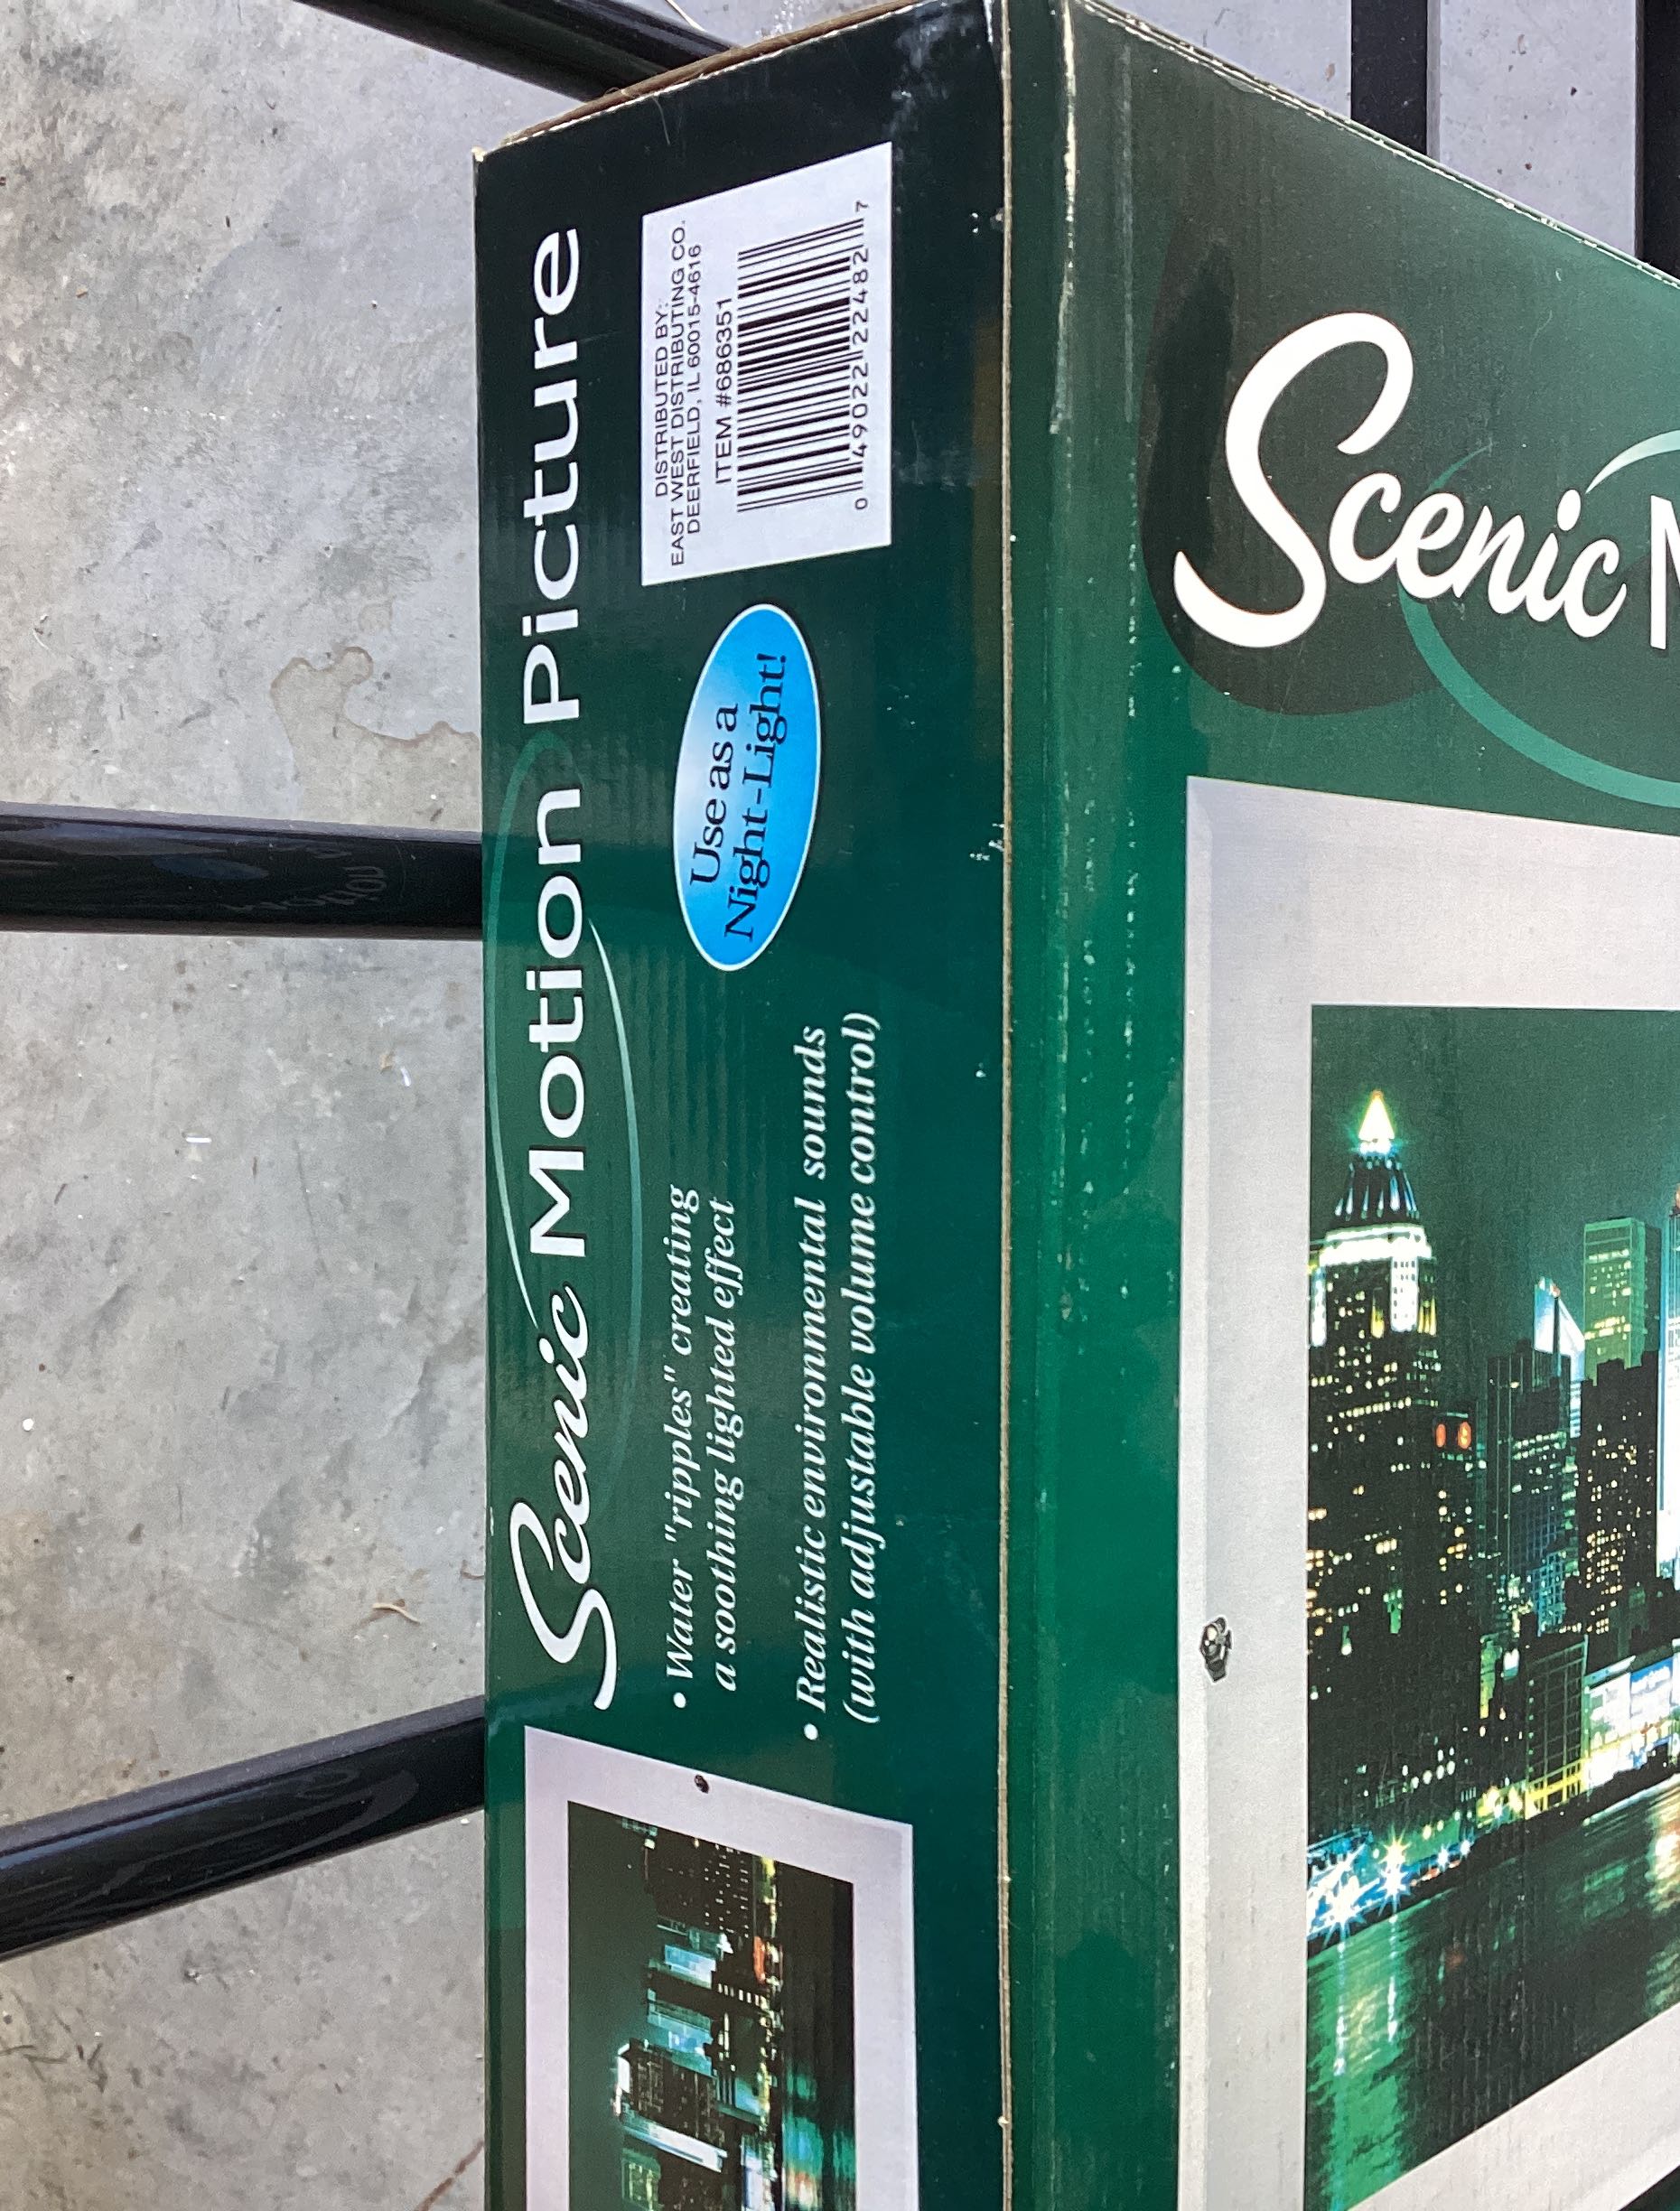 Scenic Motion Picture
• Water "ripples" creating
a soothing lighted effect
• Realistic environmental sounds
(with adjustable volume control)
Use as a
Night-Light!
DISTRIBUTED BY:
EAST WEST DISTRIBUTING CO.
DEERFIELD, IL 60015-4616
ITEM #686351
0 49022 22482 7
Scenic M